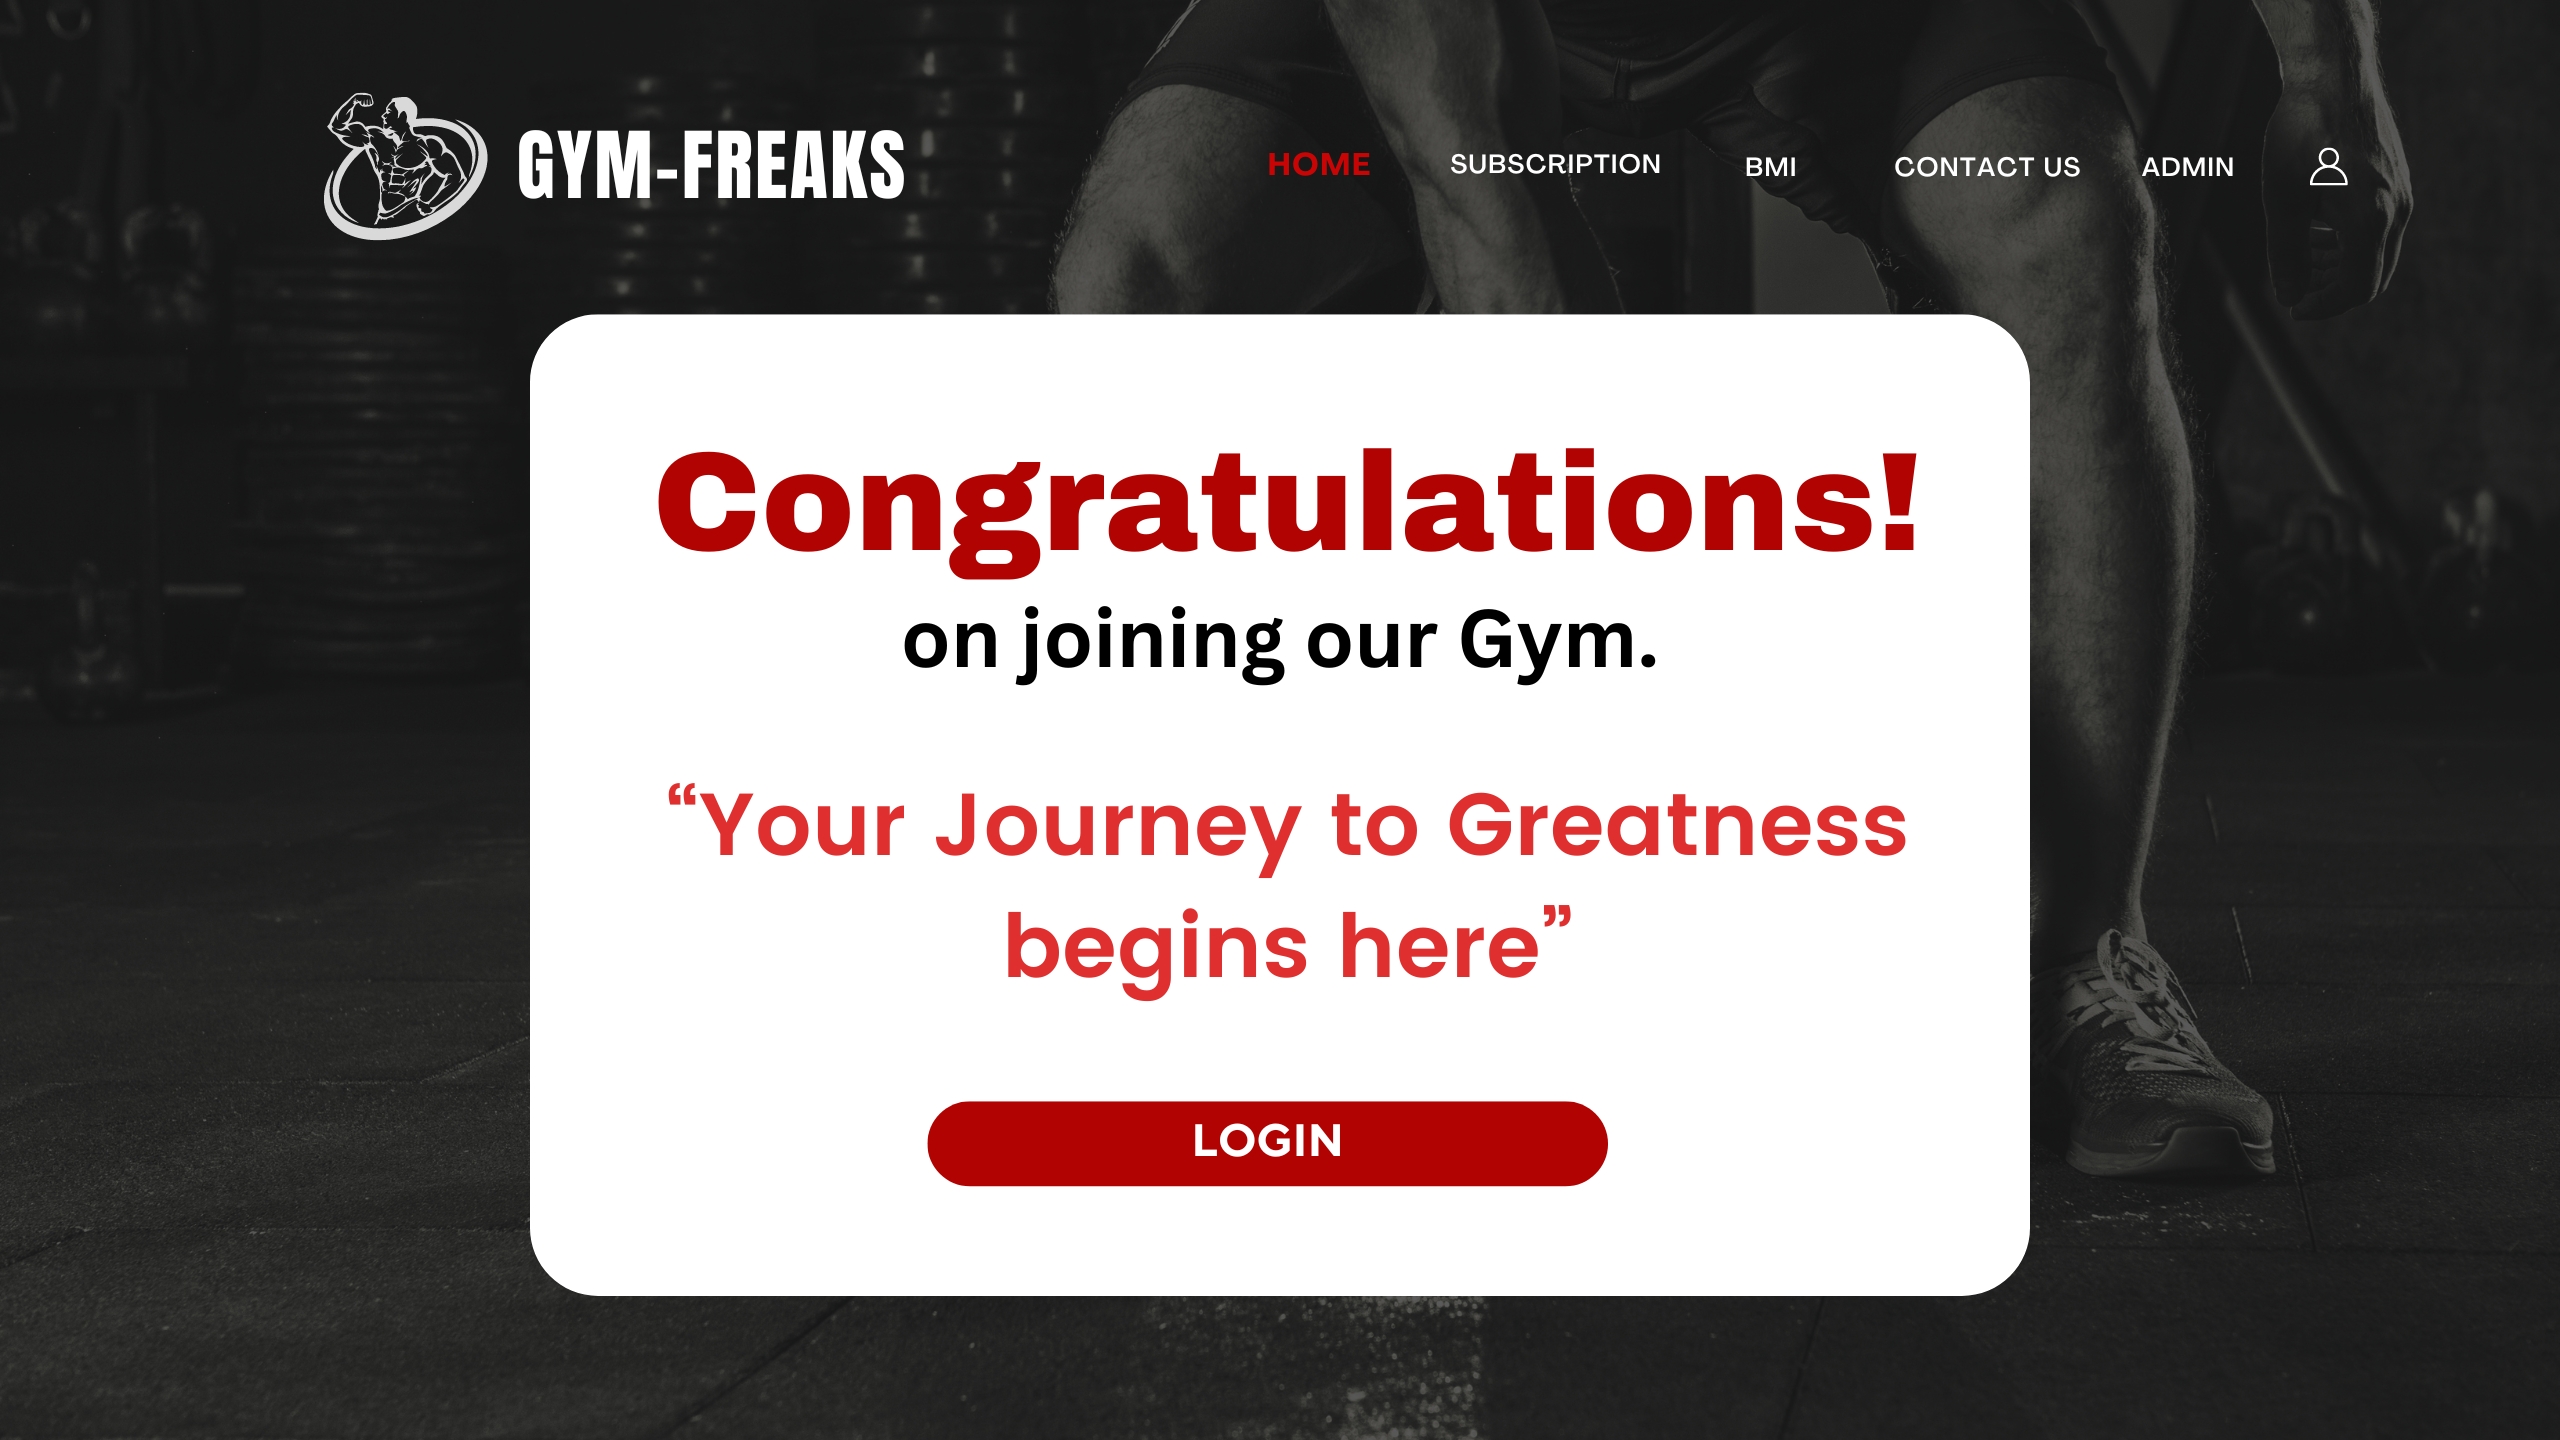 GYM-FREAKS
HOME SUBSCRIPTION BMI CONTACT US ADMIN
Congratulations!
on joining our Gym.
“Your Journey to Greatness
begins here”
LOGIN